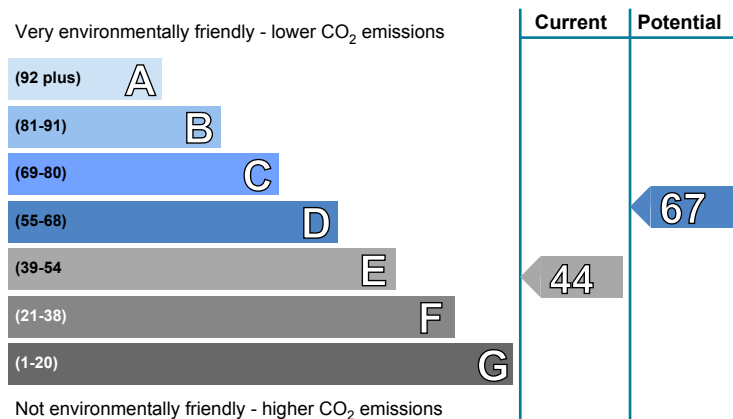 Current Potential
Very environmentally friendly - lower CO2 emissions
(92 plus) A
(81-91) B
(69-80) C
(55-68) D
67
(39-54 E
44
(21-38) F
(1-20) G
Not environmentally friendly - higher CO2 emissions